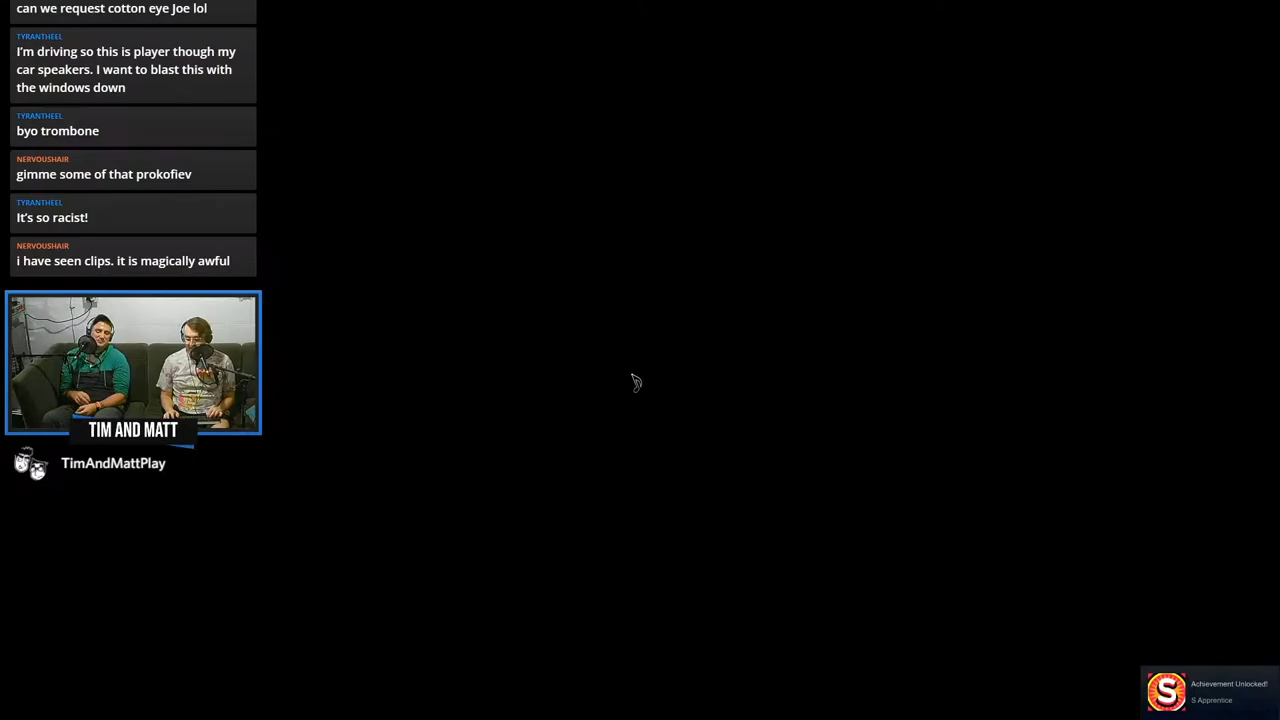 can we request cotton eye Joe lol
TYRANTHEEL
I’m driving so this is player though my
car speakers. I want to blast this with
the windows down
TYRANTHEEL
byo trombone
NERVOUSHAIR
gimme some of that prokofiev
TYRANTHEEL
It’s so racist!
NERVOUSHAIR
i have seen clips. it is magically awful
TIM AND MATT
TimAndMattPlay
S
Achievement Unlocked!
S Apprentice